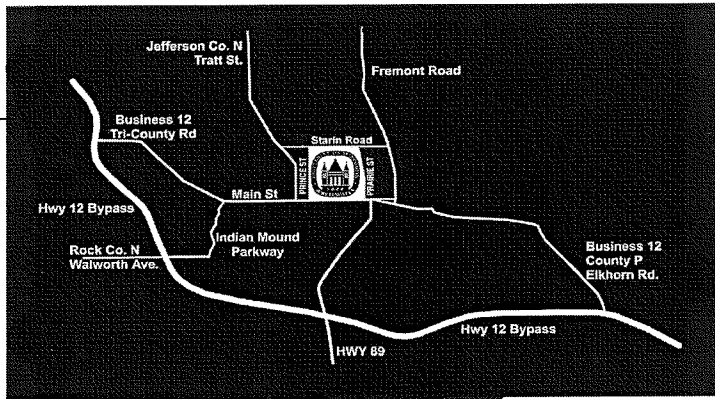 Jefferson Co. N
Tratt St.
Fremont Road
Business 12
Tri-County Rd
Starin Road
PRINCE ST
PRAIRIE ST
Main St
Hwy 12 Bypass
Indian Mound
Parkway
Rock Co. N
Walworth Ave.
Business 12
County P
Elkhorn Rd.
Hwy 12 Bypass
HWY 89